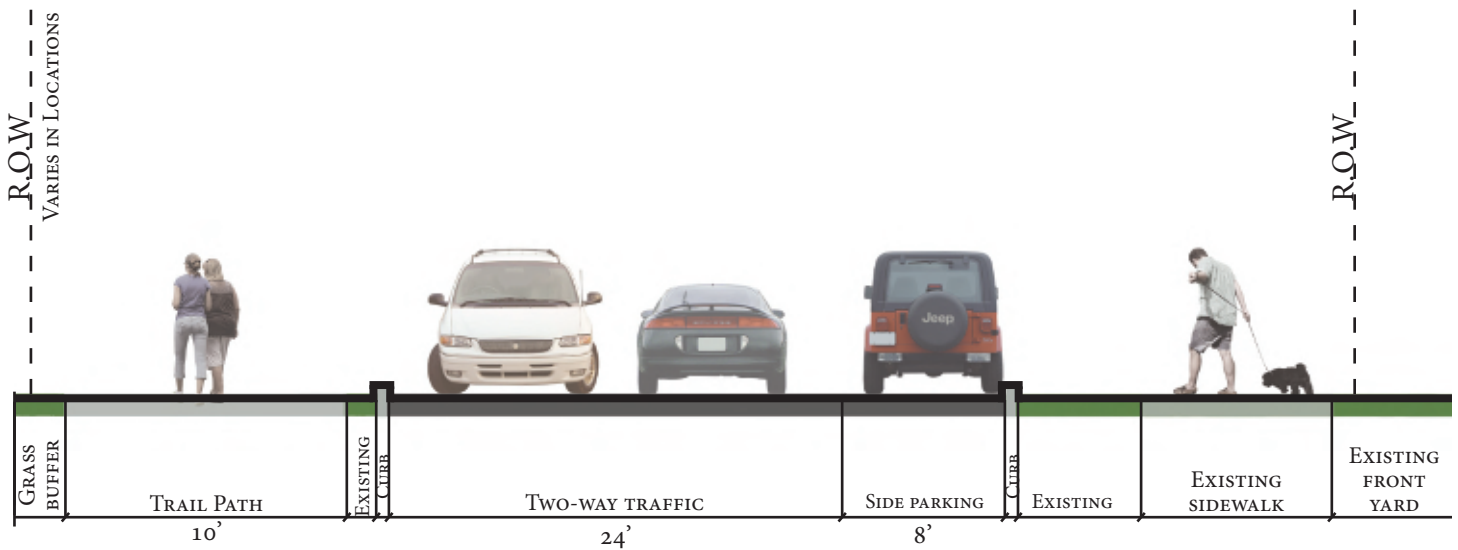 R.O.W
Varies in Locations
R.O.W
Jeep
Grass
buffer
Trail Path
Existing
Curb
Two-way traffic
Side parking
Curb
Existing
Existing
sidewalk
Existing
front
yard
10’
24’
8’